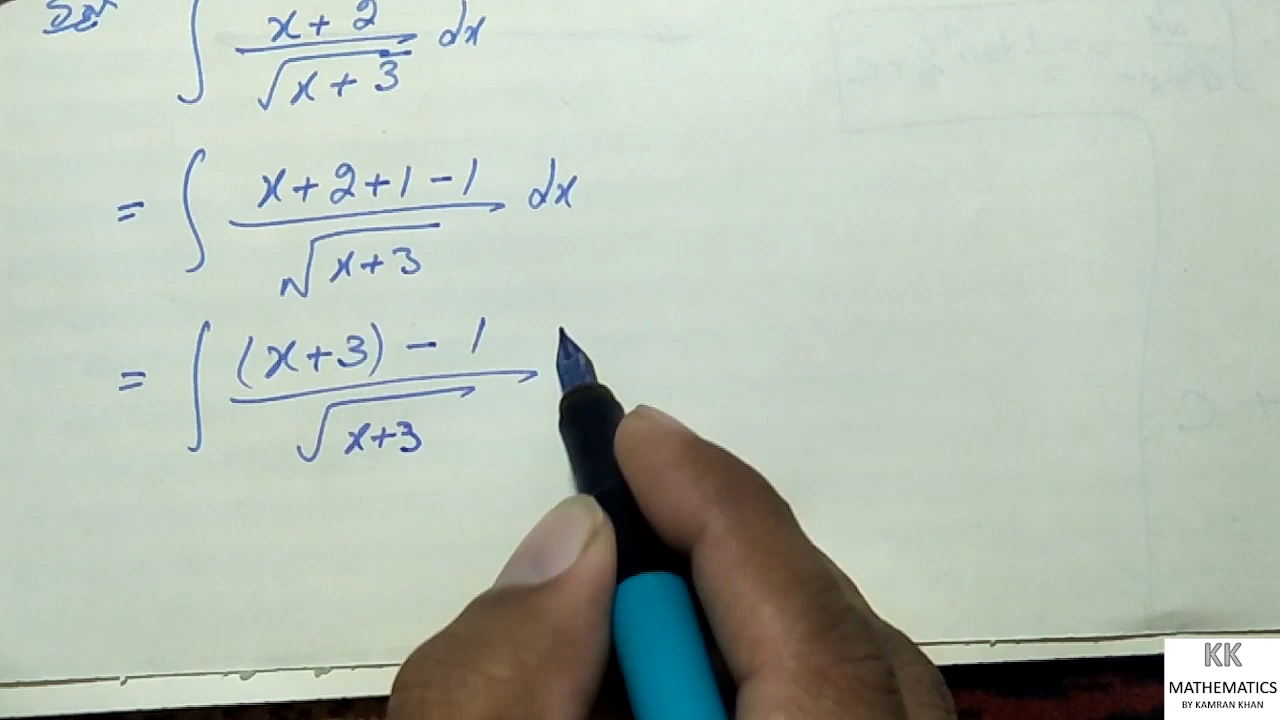 Sol ∫ x + 2 / √x + 3 dx
= ∫ x + 2 + 1 - 1 / √x + 3 dx
= ∫ (x + 3) - 1 / √x + 3
KK
MATHEMATICS
BY KAMRAN KHAN